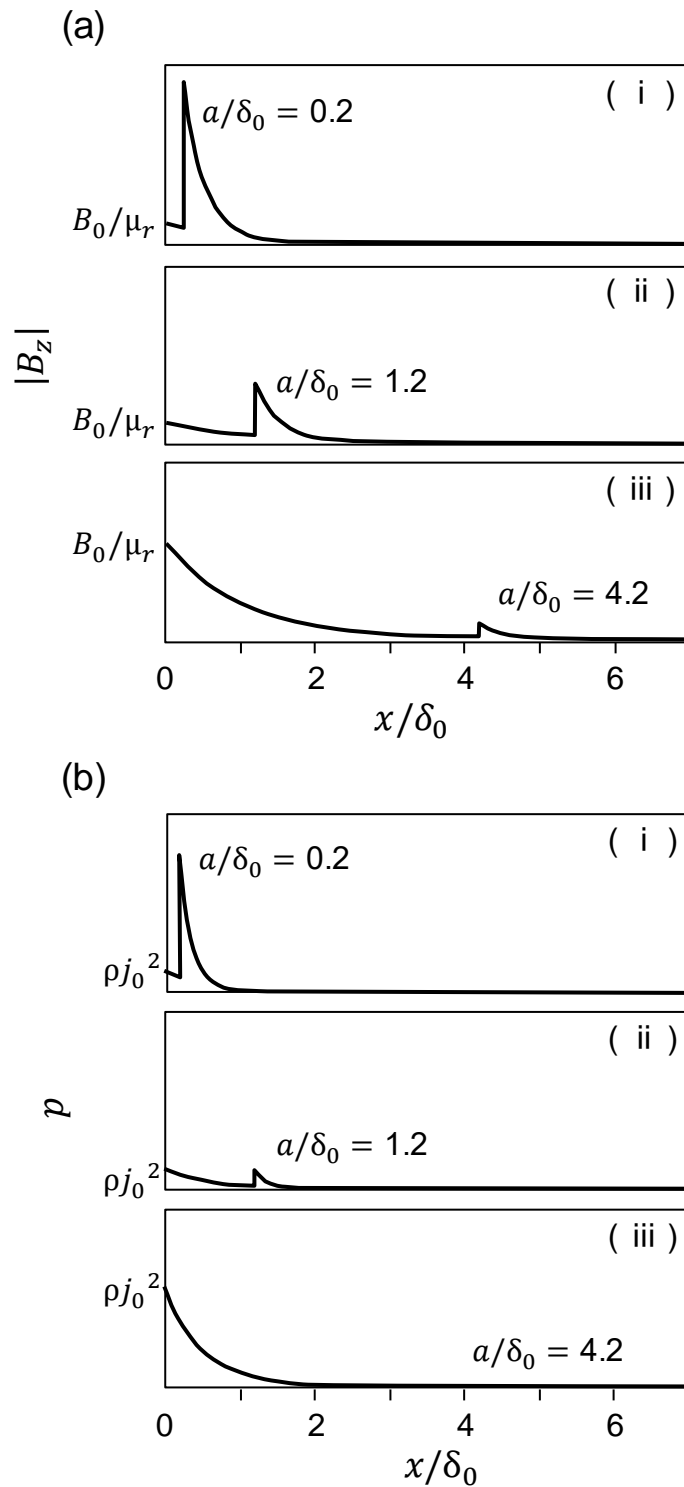 (a)
( i )
a/δ₀ = 0.2
B₀/μᵣ
( ii )
a/δ₀ = 1.2
B₀/μᵣ
|B_z|
( iii )
B₀/μᵣ
a/δ₀ = 4.2
0 2 4 6
x/δ₀
(b)
( i )
a/δ₀ = 0.2
ρj₀²
( ii )
p
a/δ₀ = 1.2
ρj₀²
( iii )
ρj₀²
a/δ₀ = 4.2
0 2 4 6
x/δ₀